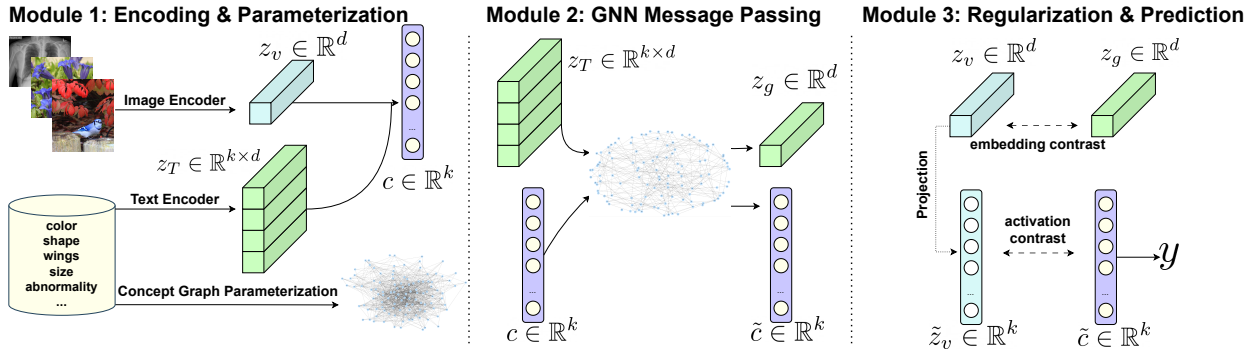 Module 1: Encoding & Parameterization
z_v ∈ ℝ^d
Image Encoder
...
c ∈ ℝ^k
z_T ∈ ℝ^{k×d}
Text Encoder
color
shape
wings
size
abnormality
...
Concept Graph Parameterization
Module 2: GNN Message Passing
z_T ∈ ℝ^{k×d}
z_g ∈ ℝ^d
...
c ∈ ℝ^k
...
c̃ ∈ ℝ^k
Module 3: Regularization & Prediction
z_v ∈ ℝ^d
z_g ∈ ℝ^d
embedding contrast
Projection
activation
contrast
y
...
...
z̃_v ∈ ℝ^k
c̃ ∈ ℝ^k